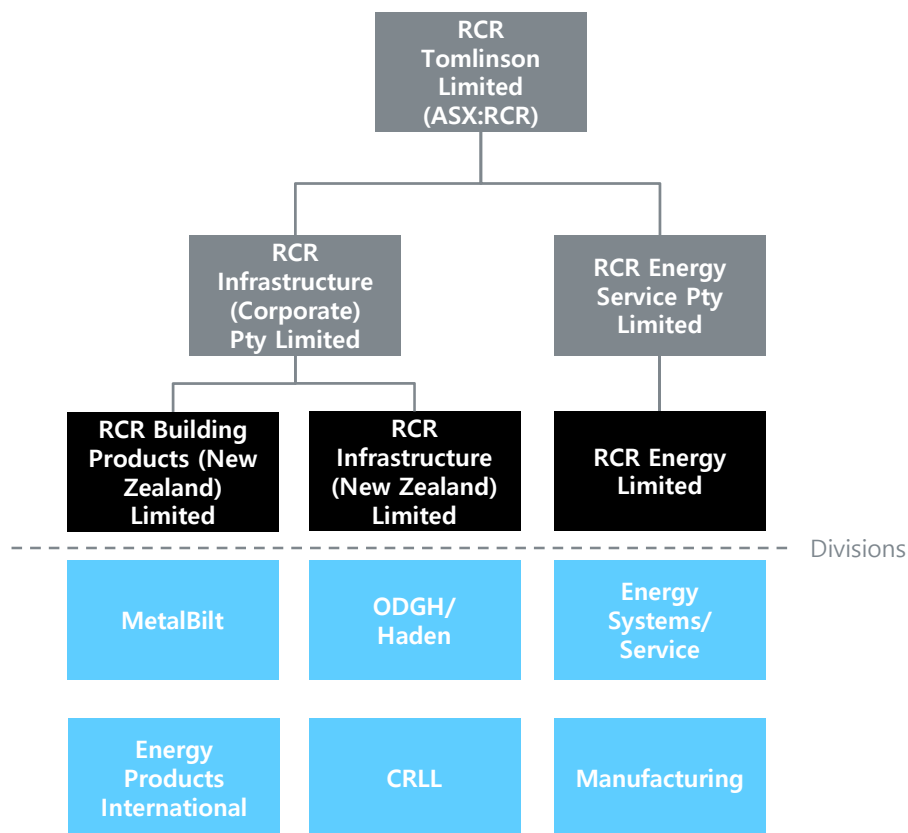 RCR
Tomlinson
Limited
(ASX:RCR)
RCR
Infrastructure
(Corporate)
Pty Limited
RCR Energy
Service Pty
Limited
RCR Building
Products (New
Zealand)
Limited
RCR
Infrastructure
(New Zealand)
Limited
RCR Energy
Limited
Divisions
MetalBilt
ODGH/
Haden
Energy
Systems/
Service
Energy
Products
International
CRLL
Manufacturing